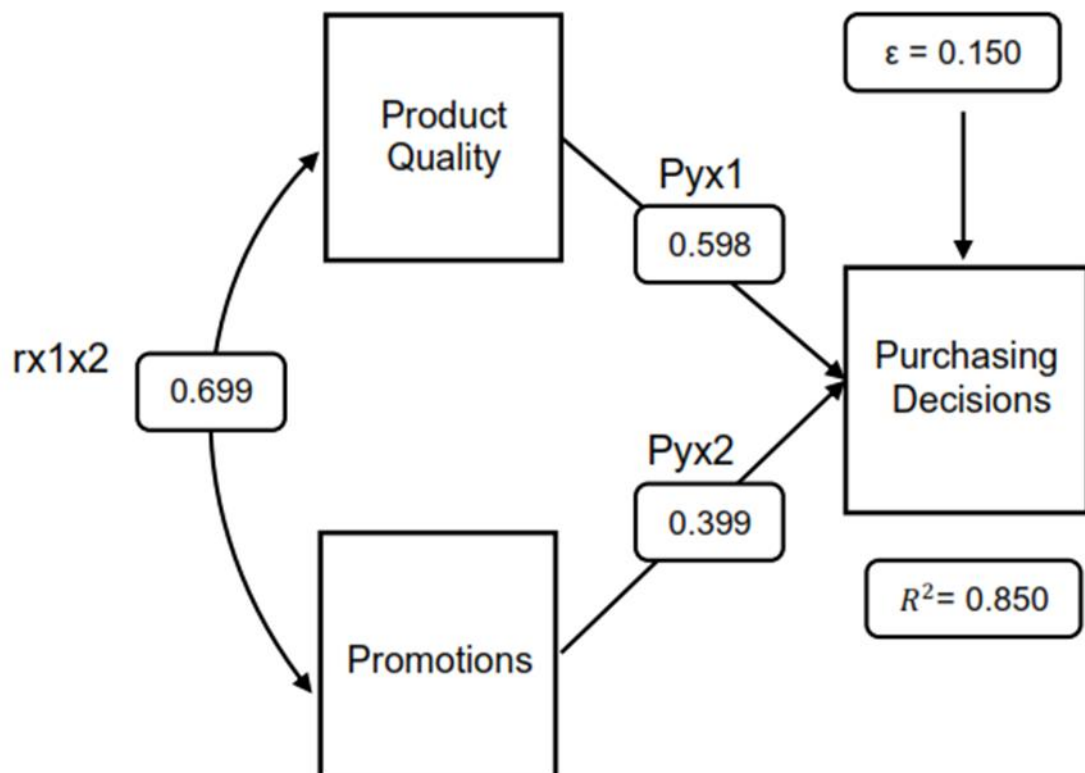 Product
Quality
ε = 0.150
Pyx1
0.598
rx1x2
0.699
Purchasing
Decisions
Pyx2
0.399
R²= 0.850
Promotions